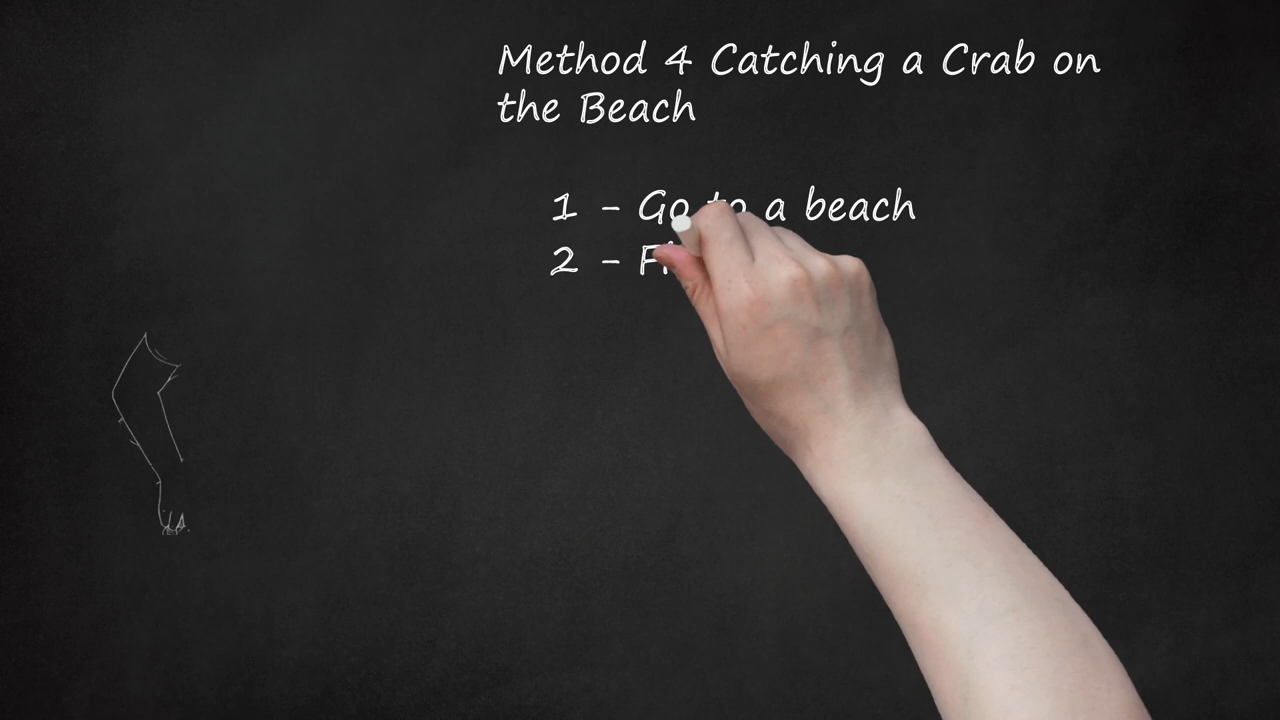 Method 4 Catching a Crab on
the Beach
1 - Go to a beach
2 -